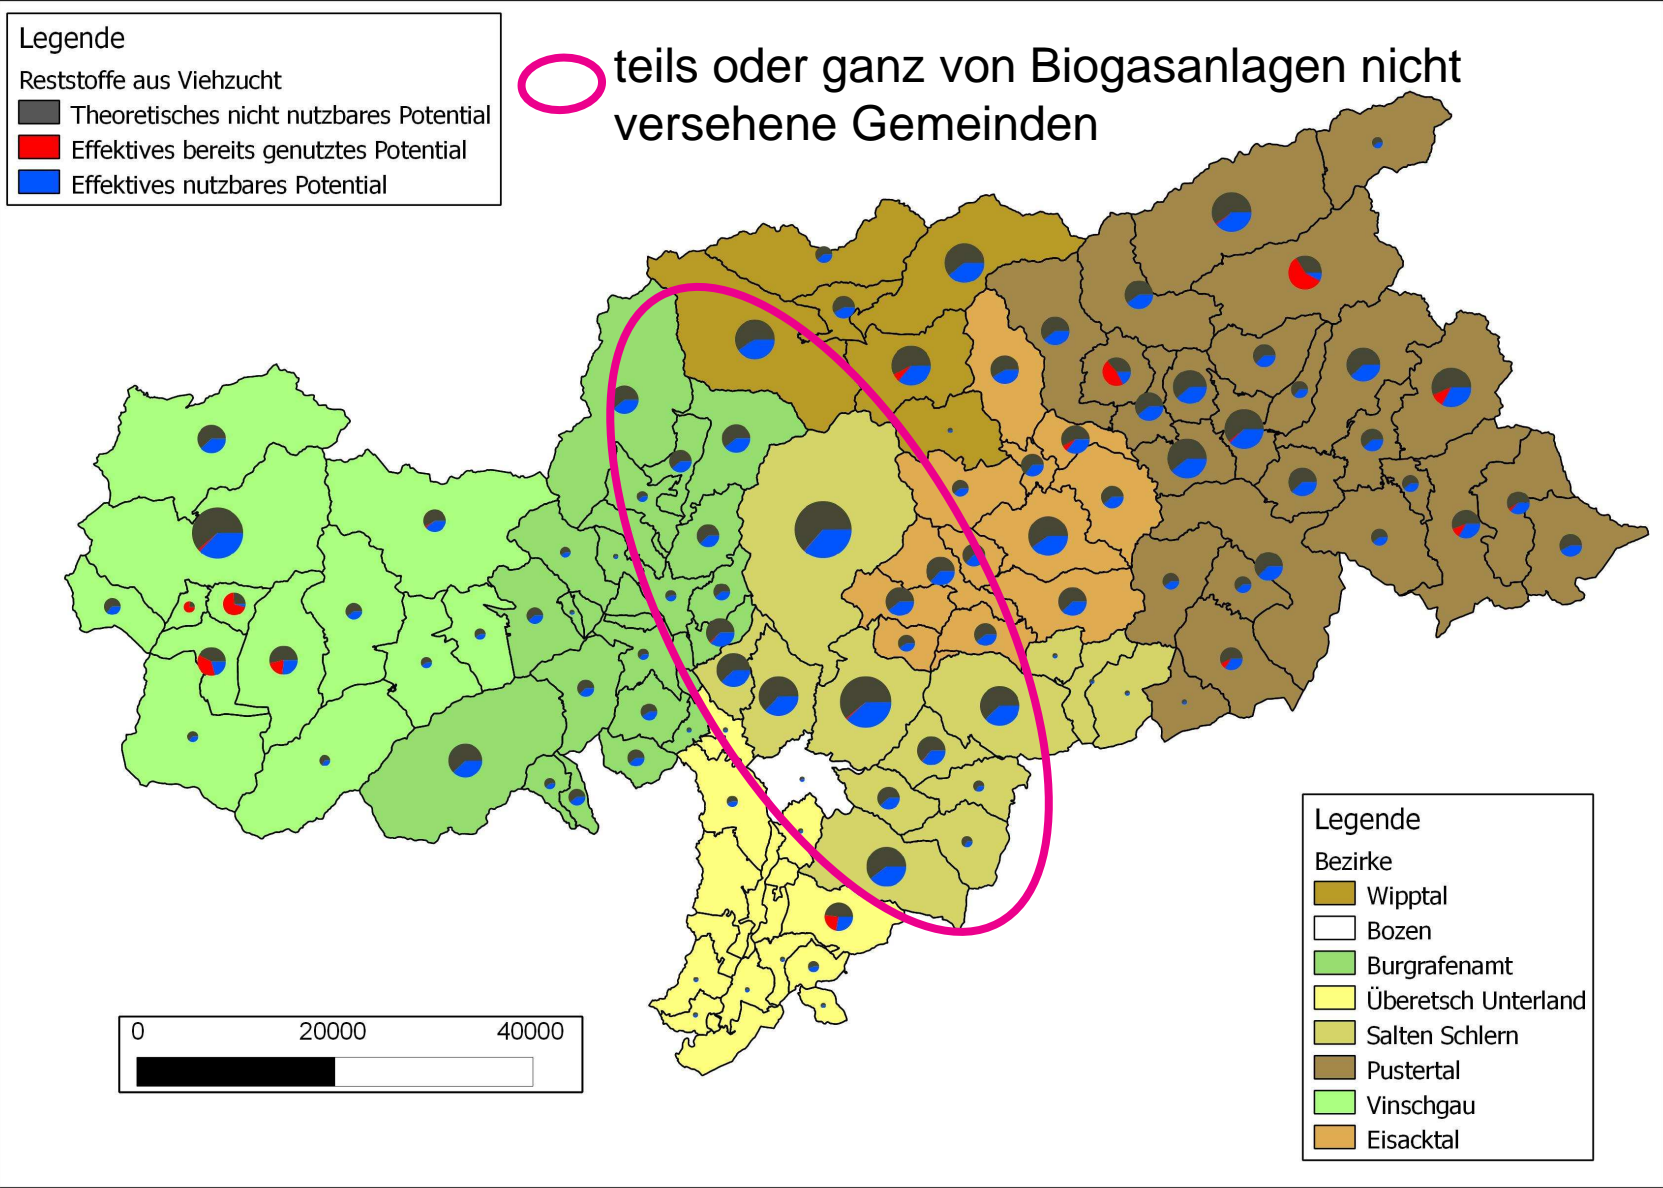 Legende
Reststoffe aus Viehzucht
Theoretisches nicht nutzbares Potential
Effektives bereits genutztes Potential
Effektives nutzbares Potential
teils oder ganz von Biogasanlagen nicht
versehene Gemeinden
Legende
Bezirke
Wipptal
Bozen
Burgrafenamt
Überetsch Unterland
Salten Schlern
Pustertal
Vinschgau
Eisacktal
0 20000 40000